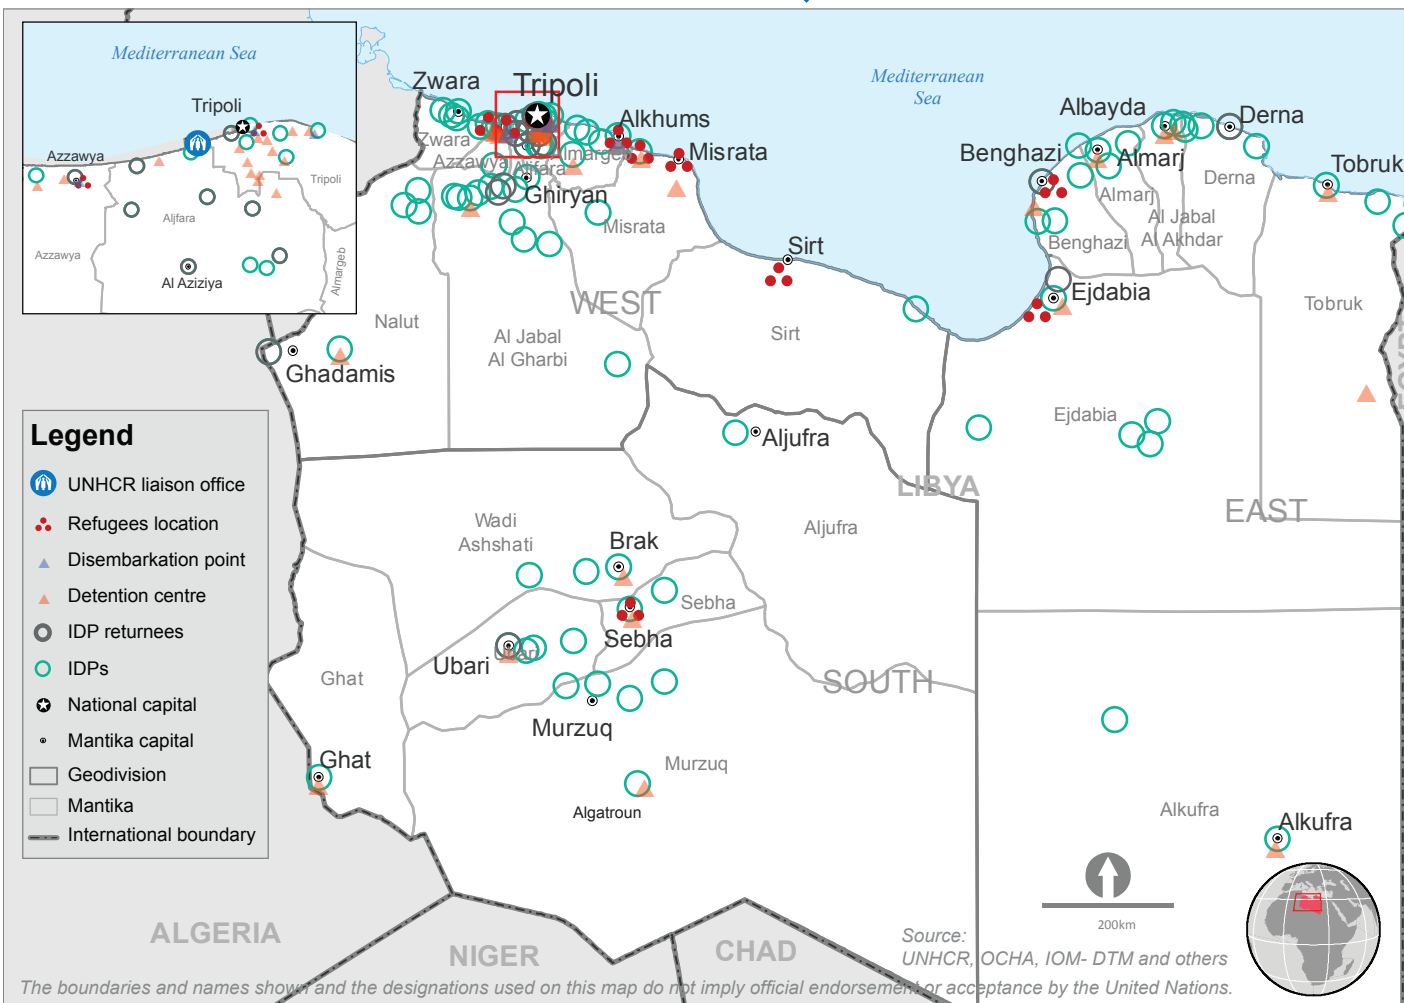 Mediterranean Sea
Tripoli
Azzawya
Tripoli
Aljfara
Azzawya
Almargeb
Al Aziziya
Mediterranean
Sea
Zwara
Tripoli
Alkhums
Misrata
Zwara
Azzawya
Almargeb
Aljfara
Ghiryan
Misrata
Sirt
WEST
Nalut
Al Jabal
Al Gharbi
Sirt
Ghadamis
Albayda
Derna
Benghazi
Almarj
Tobruk
Almarj
Derna
Al Jabal
Al Akhdar
Benghazi
Ejdabia
Tobruk
EGYPT
Ejdabia
Aljufra
LIBYA
EAST
Wadi
Ashshati
Brak
Aljufra
Sebha
Sebha
Ubari
Ubari
Ghat
SOUTH
Murzuq
Ghat
Murzuq
Algatroun
Alkufra
Alkufra
Legend
UNHCR liaison office
Refugees location
Disembarkation point
Detention centre
IDP returnees
IDPs
National capital
Mantika capital
Geodivision
Mantika
International boundary
200km
ALGERIA
NIGER
CHAD
Source:
UNHCR, OCHA, IOM- DTM and others
The boundaries and names shown and the designations used on this map do not imply official endorsement or acceptance by the United Nations.